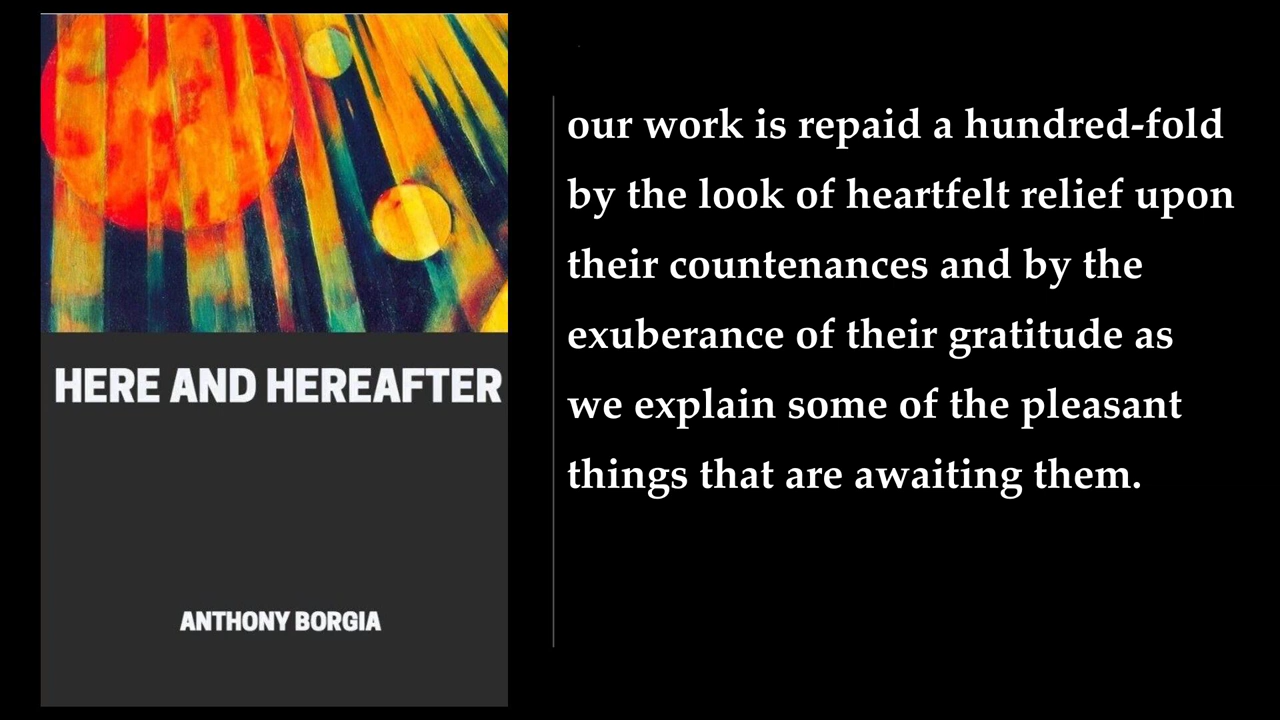 HERE AND HEREAFTER
ANTHONY BORGIA
our work is repaid a hundred-fold
by the look of heartfelt relief upon
their countenances and by the
exuberance of their gratitude as
we explain some of the pleasant
things that are awaiting them.